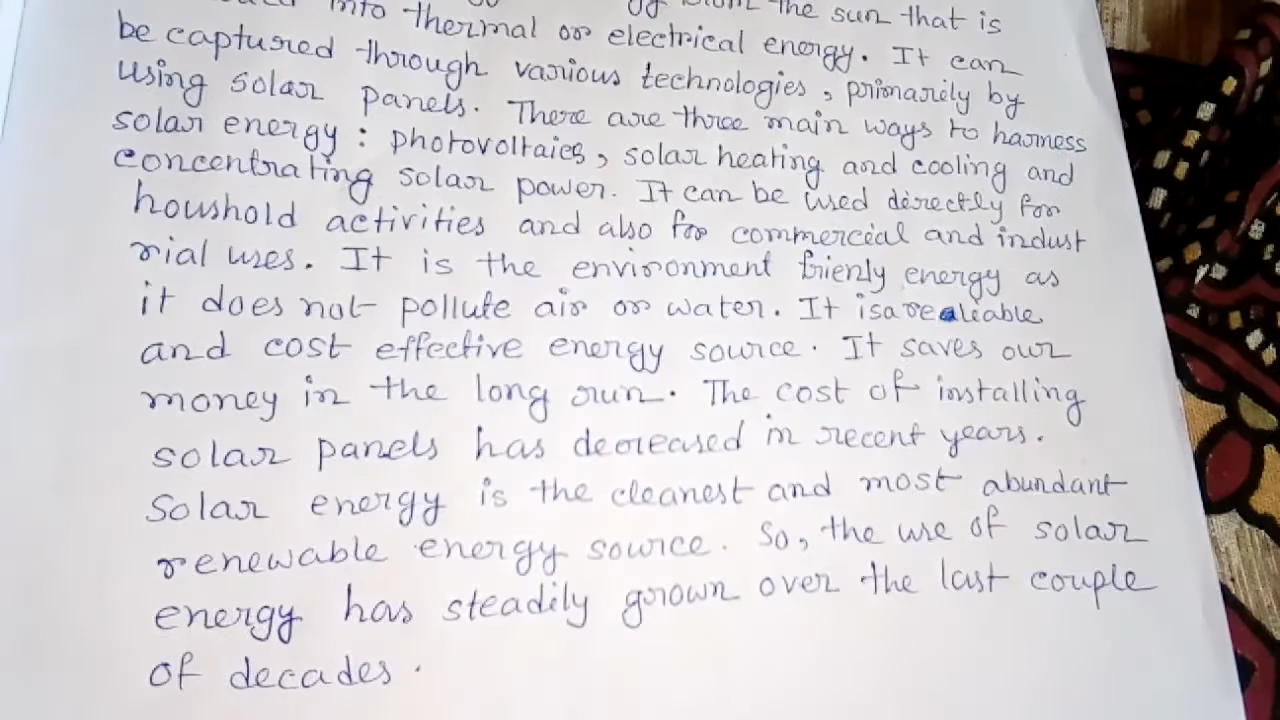 into thermal or electrical energy. It can
the sun that is
be captured through various technologies, primarily by
using solar panels. There are three main ways to harness
solar energy: photovoltaics, solar heating and cooling and
concentrating solar power. It can be used directly for
houshold activities and also for commercial and indust
rial uses. It is the environment frienly energy as
it does not pollute air or water. It is a realeable
and cost effective energy source. It saves our
money in the long run. The cost of installing
solar panels has decreased in recent years.
Solar energy is the cleanest and most abundant
renewable energy source. So, the use of solar
energy has steadily grown over the last couple
of decades.